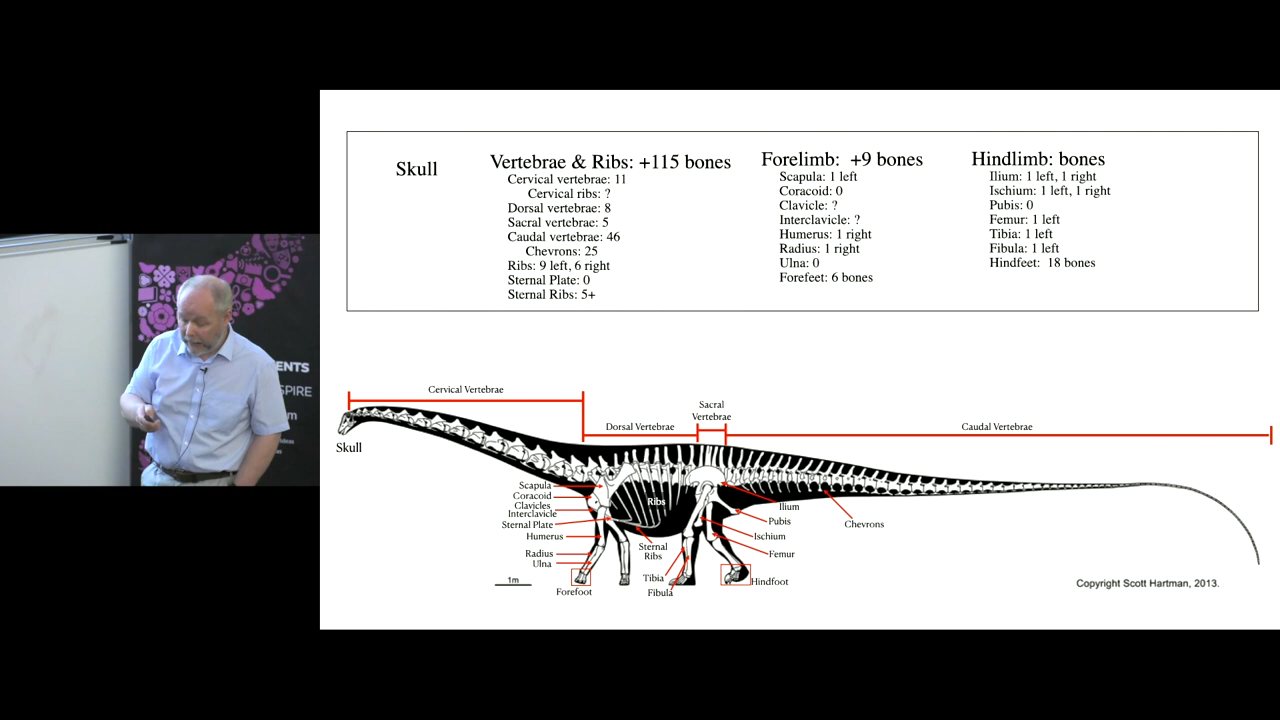 Skull
Vertebrae & Ribs: +115 bones
Cervical vertebrae: 11
Cervical ribs: ?
Dorsal vertebrae: 8
Sacral vertebrae: 5
Caudal vertebrae: 46
Chevrons: 25
Ribs: 9 left, 6 right
Sternal Plate: 0
Sternal Ribs: 5+
Forelimb: +9 bones
Scapula: 1 left
Coracoid: 0
Clavicle: ?
Interclavicle: ?
Humerus: 1 right
Radius: 1 right
Ulna: 0
Forefeet: 6 bones
Hindlimb: bones
Ilium: 1 left, 1 right
Ischium: 1 left, 1 right
Pubis: 0
Femur: 1 left
Tibia: 1 left
Fibula: 1 left
Hindfeet: 18 bones
ENTS
SPIRE
Cervical Vertebrae
Sacral
Vertebrae
Dorsal Vertebrae
Caudal Vertebrae
Skull
Scapula
Coracoid
Clavicles
Interclavicle
Sternal Plate
Humerus
Radius
Ulna
Forefoot
1m
Ribs
Sternal
Ribs
Tibia
Fibula
Ilium
Pubis
Ischium
Femur
Hindfoot
Chevrons
Copyright Scott Hartman, 2013.